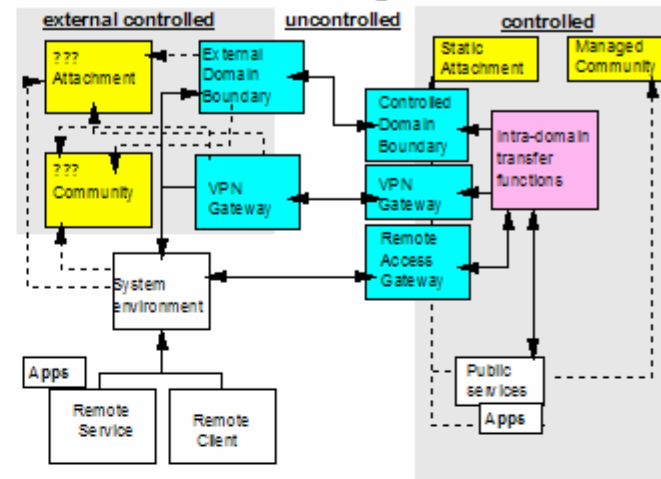 external controlled
uncontrolled
controlled
???
Attachment
External
Domain
Boundary
Static
Attachment
Managed
Community
Controlled
Domain
Boundary
Intra-domain
transfer
functions
???
Community
VPN
Gateway
VPN
Gateway
Remote
Access
Gateway
System
environment
Apps
Remote
Service
Remote
Client
Public
services
Apps